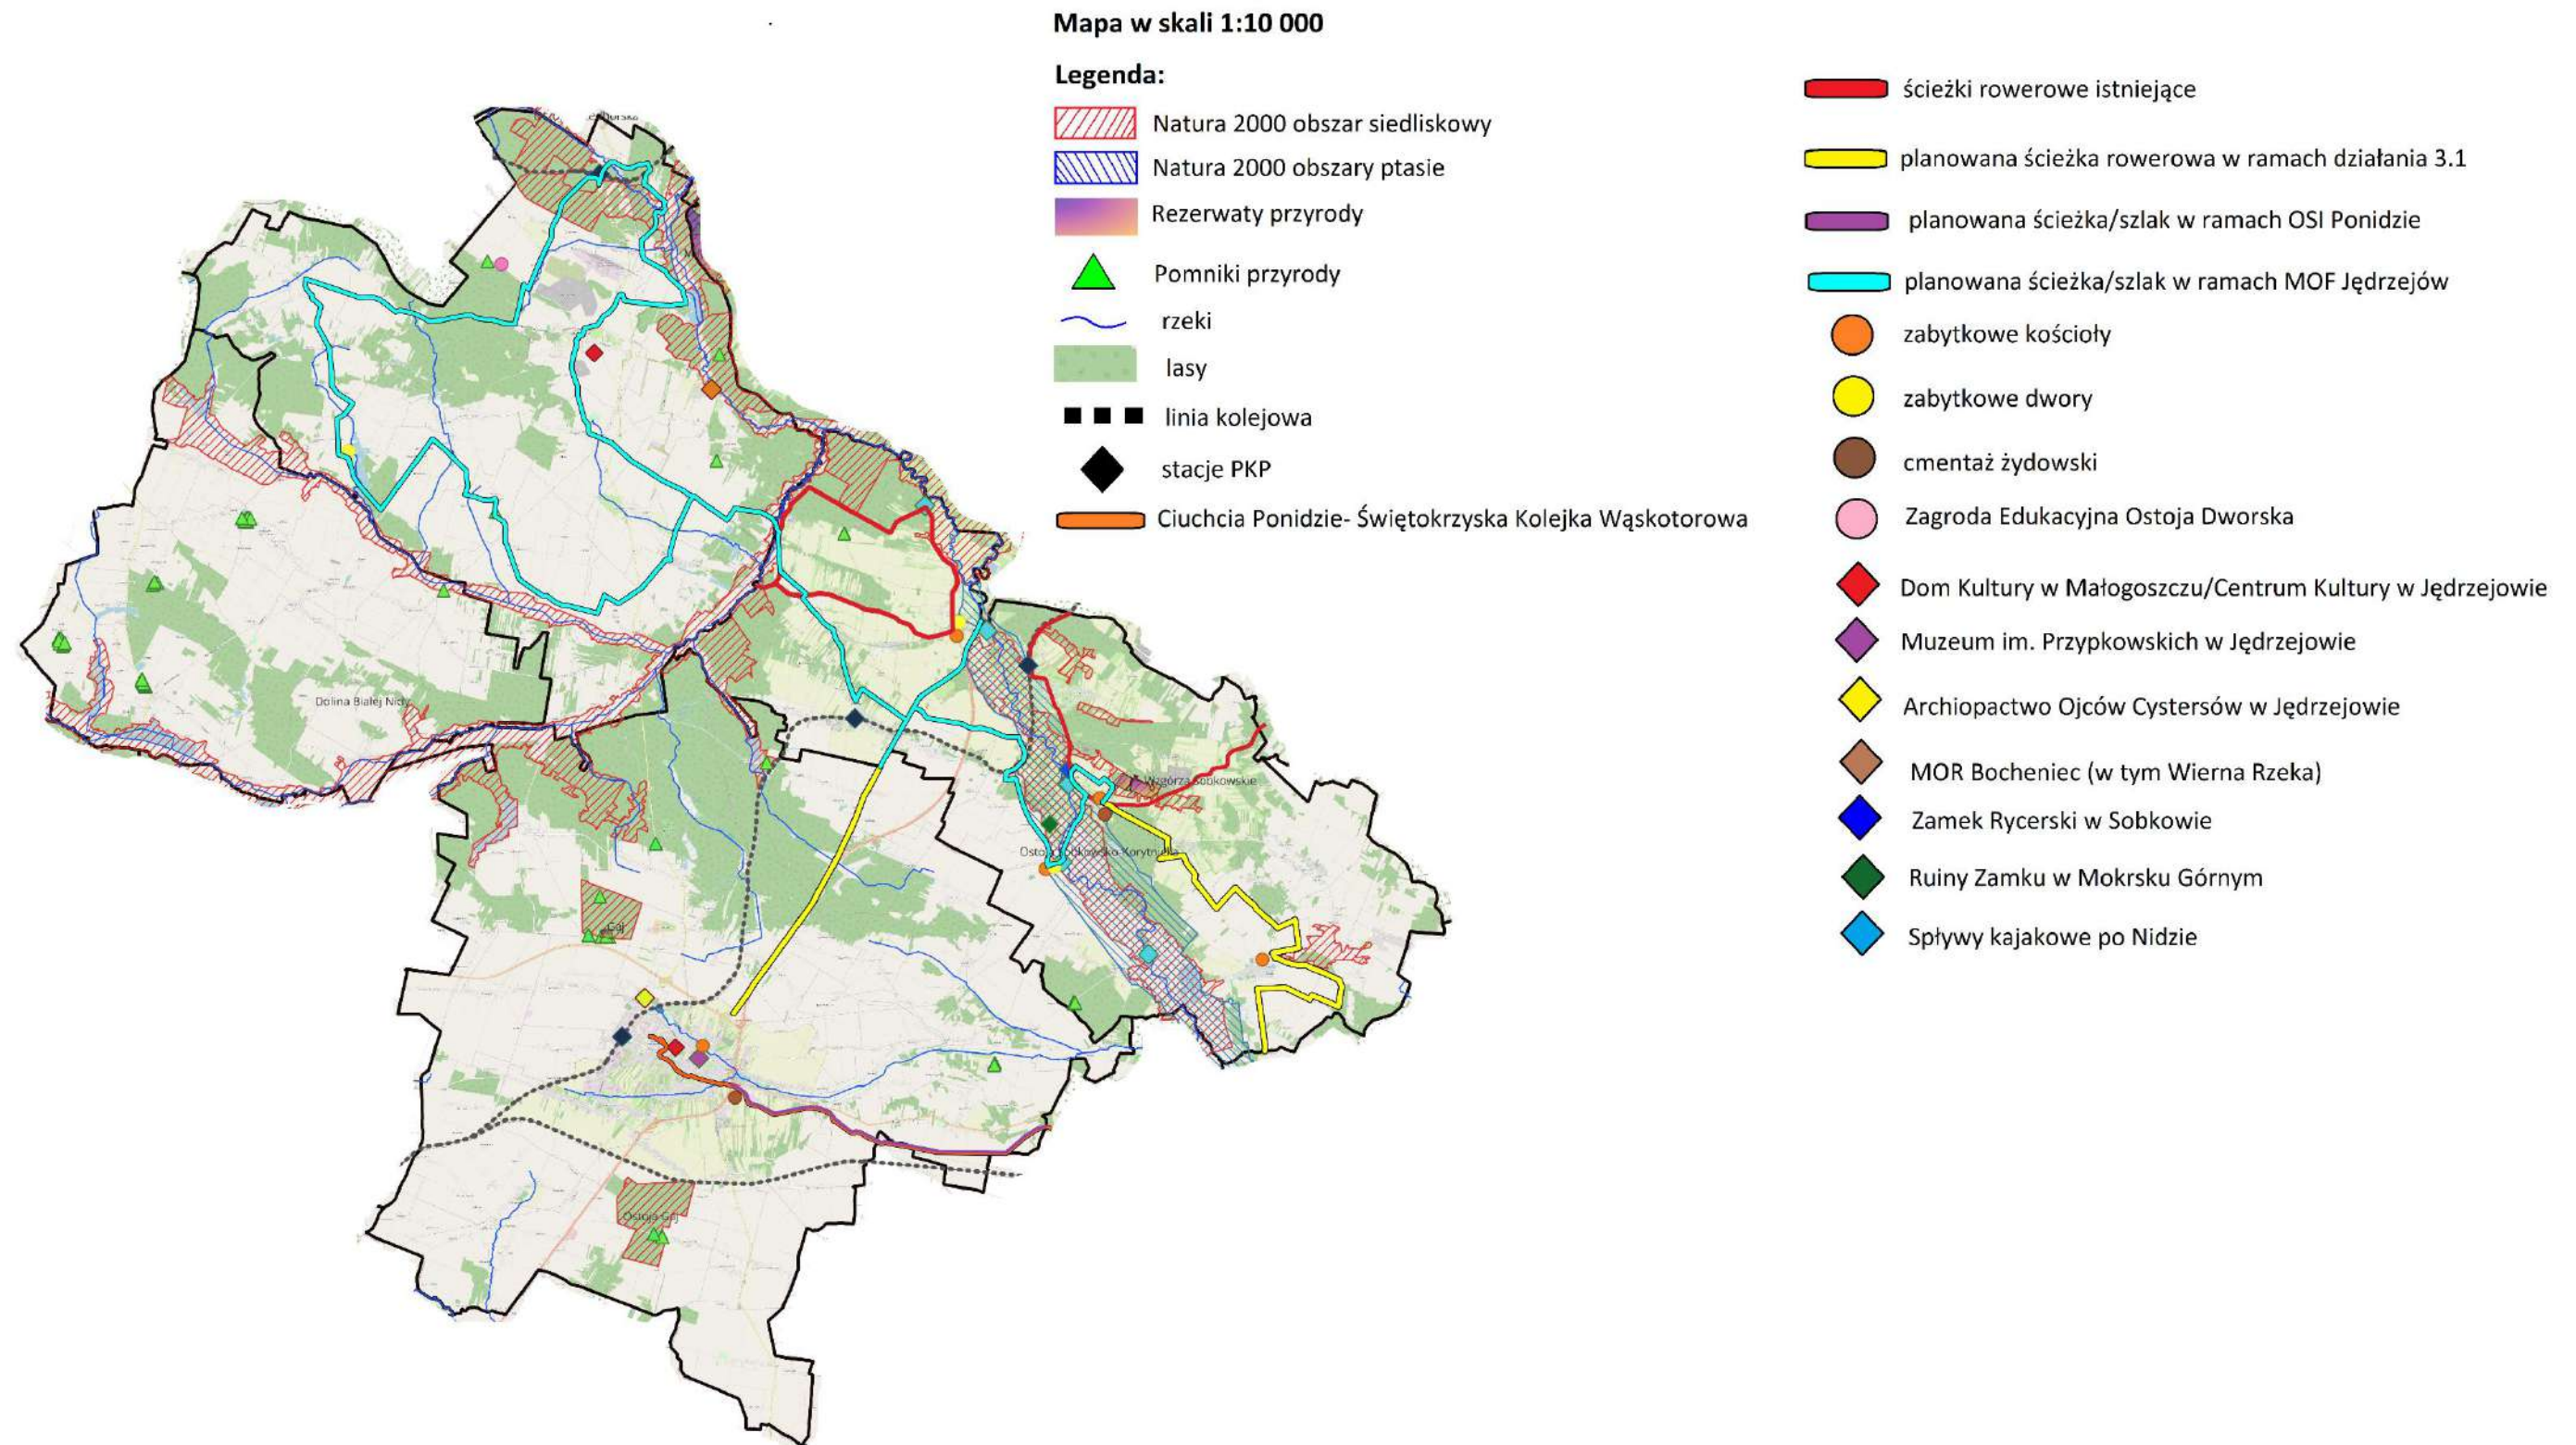 Mapa w skali 1:10 000
Legenda:
Natura 2000 obszar siedliskowy
Natura 2000 obszary ptasie
Rezerwaty przyrody
Pomniki przyrody
rzeki
lasy
linia kolejowa
stacje PKP
Ciuchcia Ponidzie- Świętokrzyska Kolejka Wąskotorowa
ścieżki rowerowe istniejące
planowana ścieżka rowerowa w ramach działania 3.1
planowana ścieżka/szlak w ramach OSI Ponidzie
planowana ścieżka/szlak w ramach MOF Jędrzejów
zabytkowe kościoły
zabytkowe dwory
cmentaż żydowski
Zagroda Edukacyjna Ostoja Dworska
Dom Kultury w Małogoszczu/Centrum Kultury w Jędrzejowie
Muzeum im. Przypkowskich w Jędrzejowie
Archiopactwo Ojców Cystersów w Jędrzejowie
MOR Bocheniec (w tym Wierna Rzeka)
Zamek Rycerski w Sobkowie
Ruiny Zamku w Mokrsku Górnym
Spływy kajakowe po Nidzie
Dolina Białej Nidy
Wzgórza Sobkowskie
Gaj
Ostoja Gaj